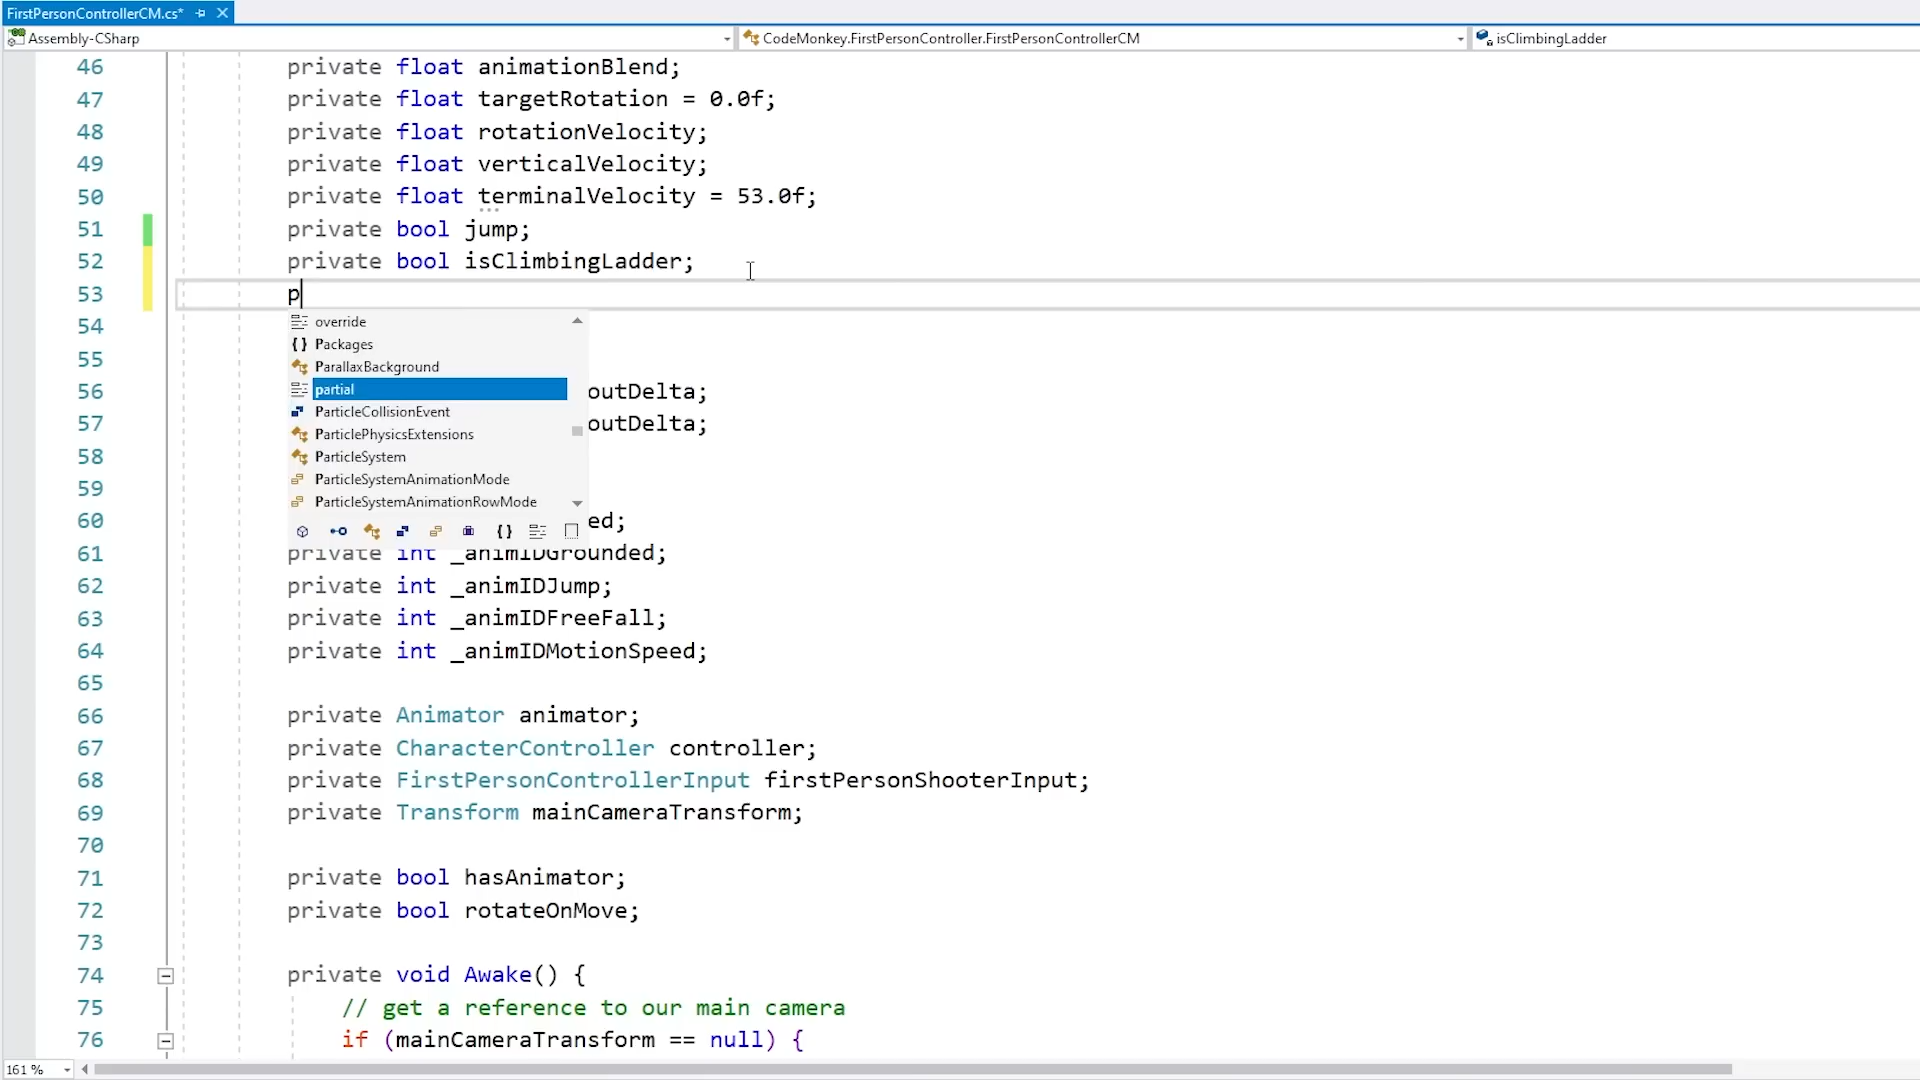 FirstPersonControllerCM.cs*
Assembly-CSharp
CodeMonkey.FirstPersonController.FirstPersonControllerCM
isClimbingLadder
46 private float animationBlend;
47 private float targetRotation = 0.0f;
48 private float rotationVelocity;
49 private float verticalVelocity;
50 private float terminalVelocity = 53.0f;
51 private bool jump;
52 private bool isClimbingLadder;
53 p
54
override
Packages
55
ParallaxBackground
56 outDelta;
partial
ParticleCollisionEvent
57 outDelta;
ParticlePhysicsExtensions
58
ParticleSystem
59
ParticleSystemAnimationMode
ParticleSystemAnimationRowMode
60 ed;
61 private int _animIDGrounded;
62 private int _animIDJump;
63 private int _animIDFreeFall;
64 private int _animIDMotionSpeed;
65
66 private Animator animator;
67 private CharacterController controller;
68 private FirstPersonControllerInput firstPersonShooterInput;
69 private Transform mainCameraTransform;
70
71 private bool hasAnimator;
72 private bool rotateOnMove;
73
74 private void Awake() {
75 // get a reference to our main camera
76 if (mainCameraTransform == null) {
161 %